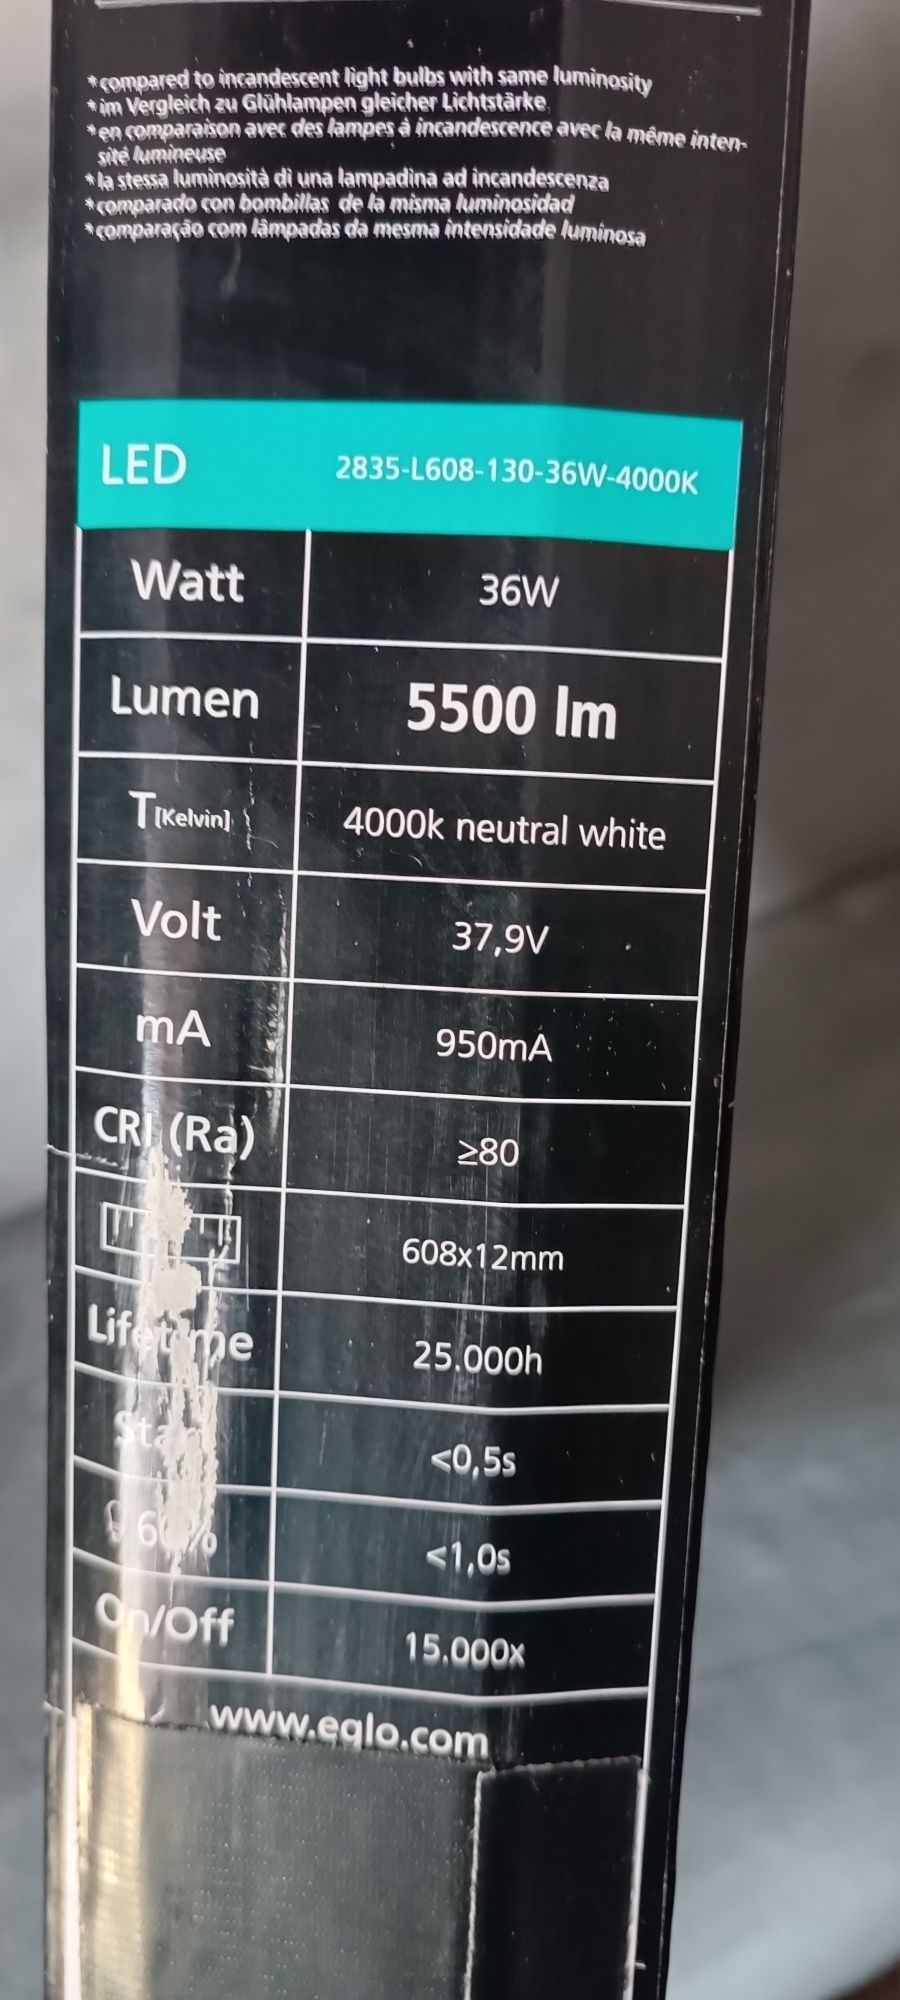 *compared to incandescent light bulbs with same luminosity
*im Vergleich zu Glühlampen gleicher Lichtstärke
*en comparaison avec des lampes à incandescence avec la même inten-
sité lumineuse
*la stessa luminosità di una lampadina ad incandescenza
*comparado con bombillas de la misma luminosidad
*comparação com lâmpadas da mesma intensidade luminosa
LED 2835-L608-130-36W-4000K
Watt 36W
Lumen 5500 lm
T[Kelvin] 4000k neutral white
Volt 37,9V
mA 950mA
CRI (Ra) ≥80
608x12mm
Lifetime 25.000h
<0,5s
<1,0s
On/Off 15.000x
www.eglo.com